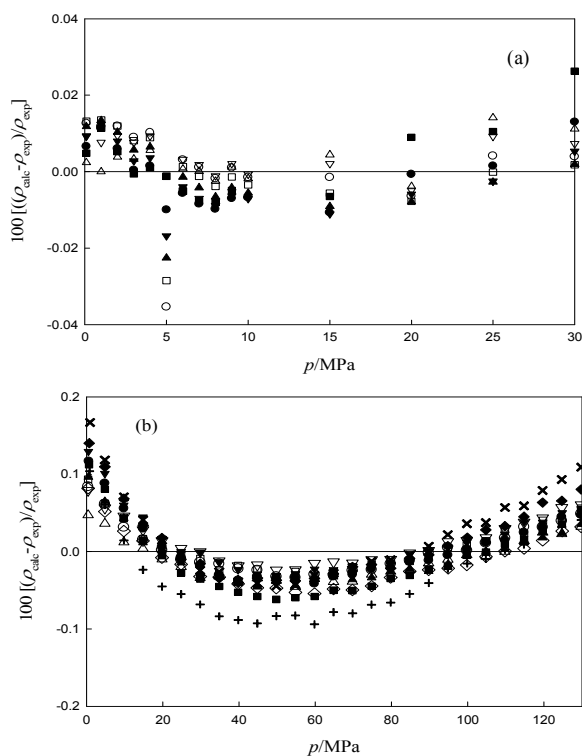 0.04
(a)
0.02
0.00
-0.02
-0.04
0 5 10 15 20 25 30
100 [((ρcalc-ρexp)/ρexp]
p/MPa
0.2
(b)
0.1
0.0
-0.1
-0.2
0 20 40 60 80 100 120
100 [(ρcalc-ρexp)/ρexp]
p/MPa